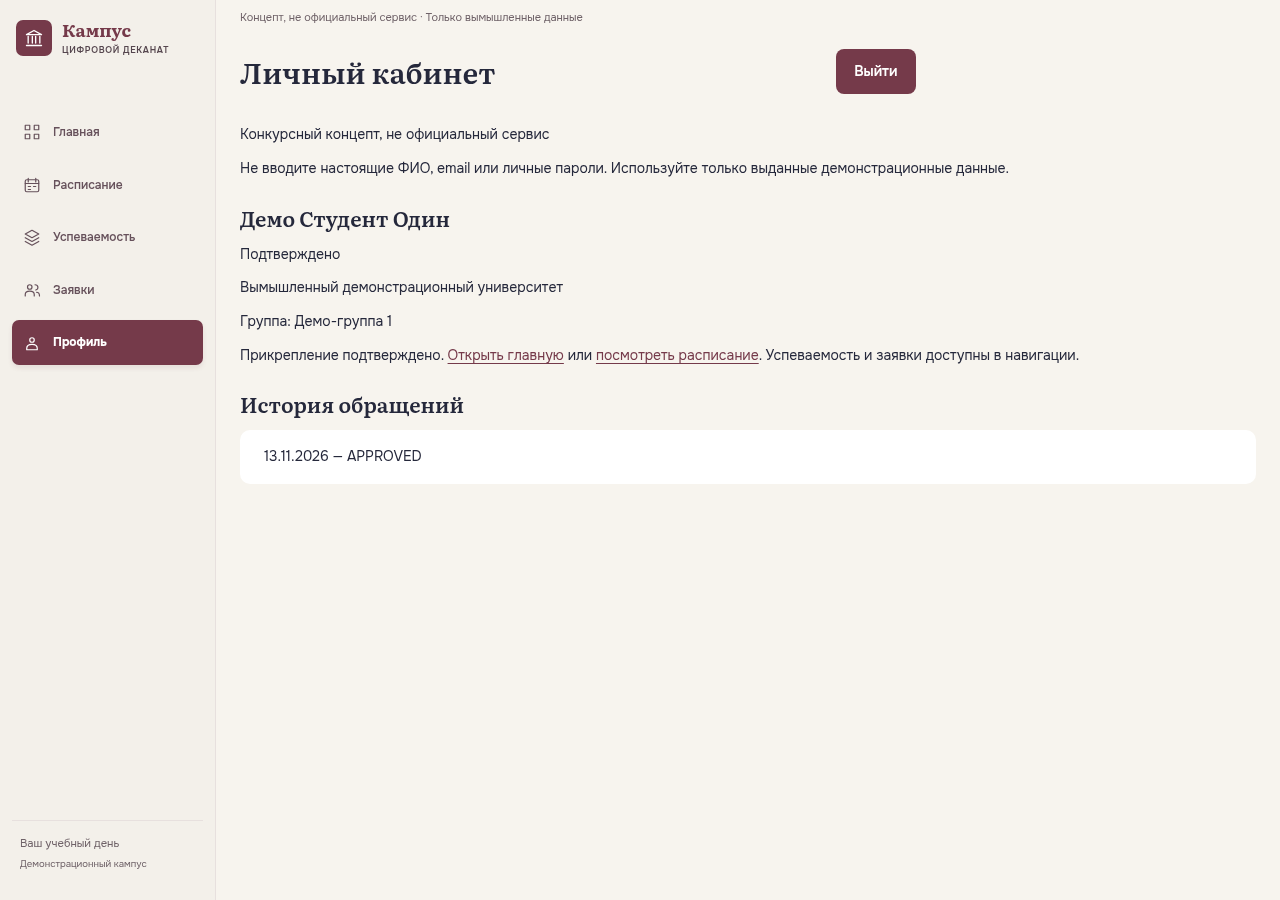 Кампус
ЦИФРОВОЙ ДЕКАНАТ
Главная
Расписание
Успеваемость
Заявки
Профиль
Ваш учебный день
Демонстрационный кампус
Концепт, не официальный сервис · Только вымышленные данные
Личный кабинет
Выйти
Конкурсный концепт, не официальный сервис
Не вводите настоящие ФИО, email или личные пароли. Используйте только выданные демонстрационные данные.
Демо Студент Один
Подтверждено
Вымышленный демонстрационный университет
Группа: Демо-группа 1
Прикрепление подтверждено. Открыть главную или посмотреть расписание. Успеваемость и заявки доступны в навигации.
История обращений
13.11.2026 — APPROVED